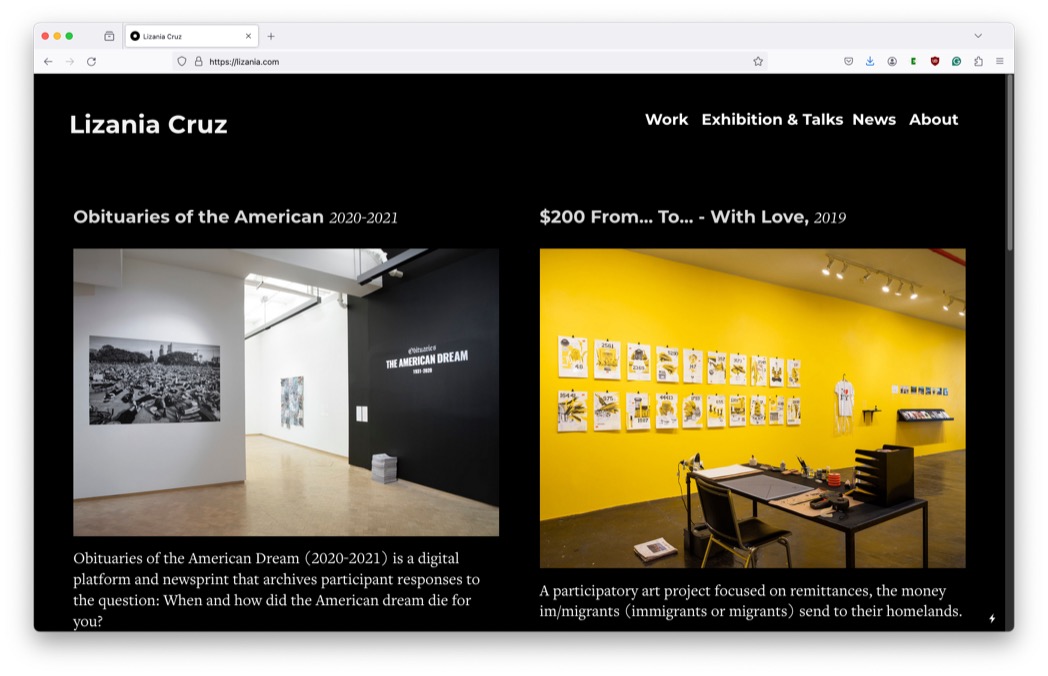 Lizania Cruz
https://lizania.com
Lizania Cruz
Work Exhibition & Talks News About
Obituaries of the American 2020-2021
$200 From... To... - With Love, 2019
Obituaries
THE AMERICAN DREAM
1931-2020
Obituaries of the American Dream (2020-2021) is a digital
platform and newsprint that archives participant responses to
the question: When and how did the American dream die for
you?
A participatory art project focused on remittances, the money
im/migrants (immigrants or migrants) send to their homelands.